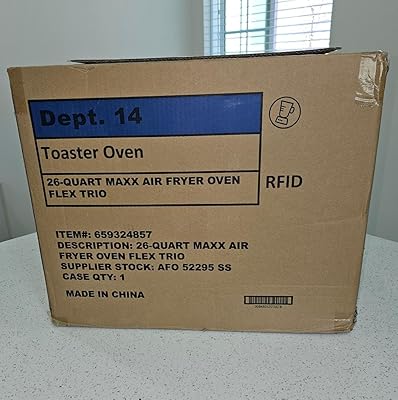 Dept. 14
Toaster Oven
26-QUART MAXX AIR FRYER OVEN
FLEX TRIO
RFID
ITEM#: 659324857
DESCRIPTION: 26-QUART MAXX AIR
FRYER OVEN FLEX TRIO
SUPPLIER STOCK: AFO 52295 SS
CASE QTY: 1
MADE IN CHINA